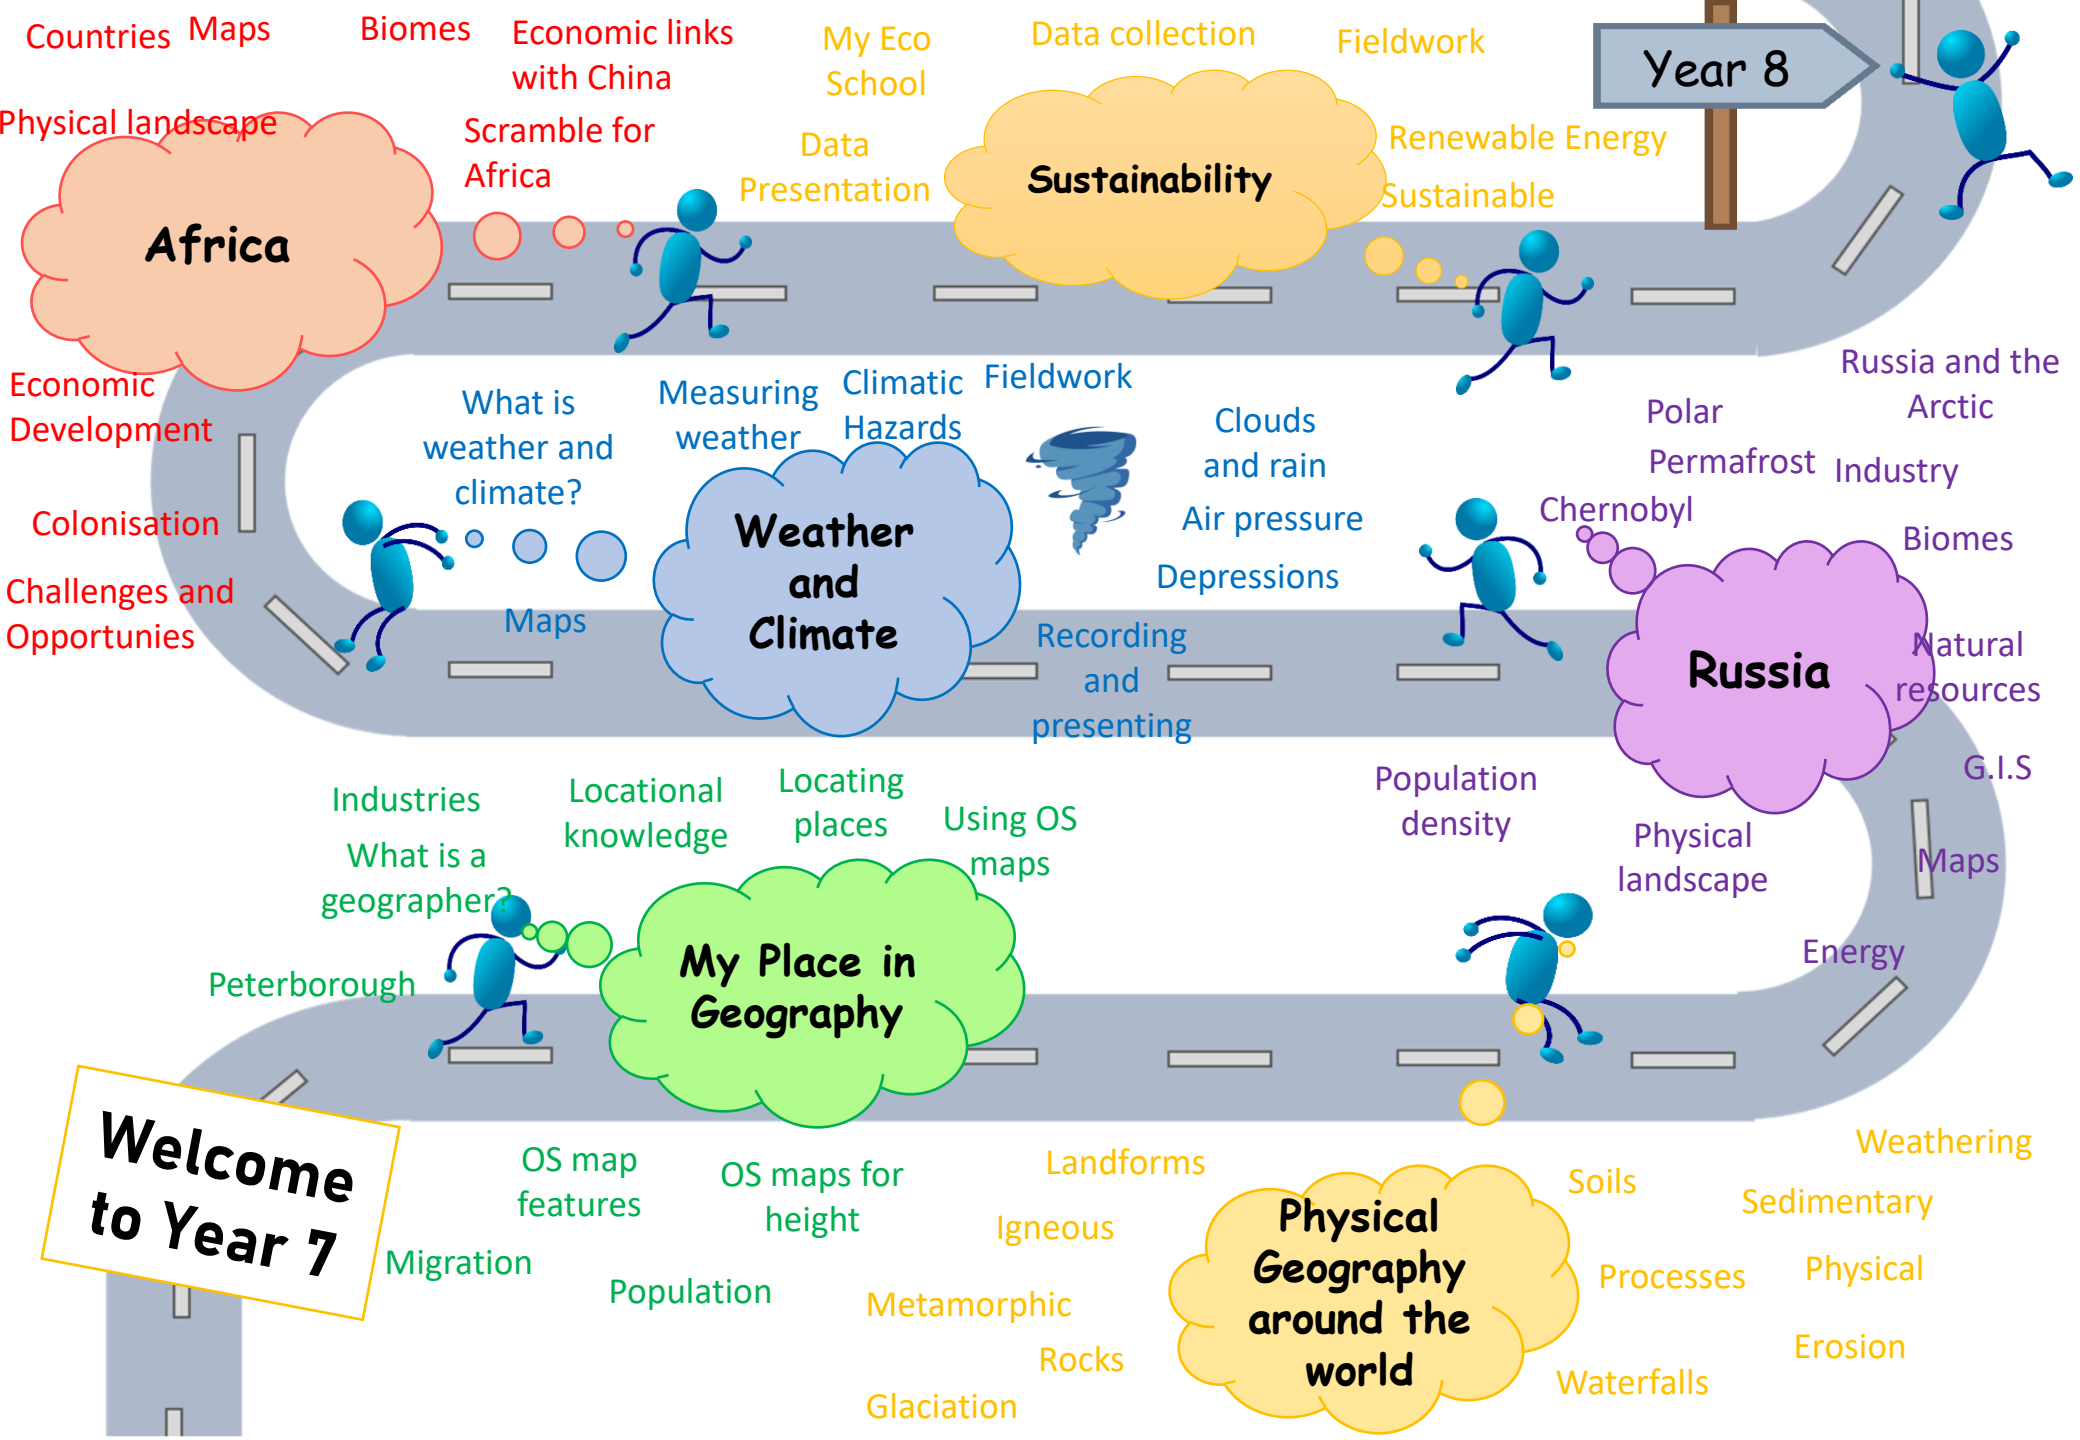 Countries
Maps
Biomes
Economic links
with China
Physical landscape
Scramble for
Africa
Africa
Economic
Development
Colonisation
Challenges and
Opportunies
My Eco
School
Data collection
Fieldwork
Data
Presentation
Sustainability
Renewable Energy
Sustainable
Year 8
What is
weather and
climate?
Measuring
weather
Climatic
Hazards
Fieldwork
Clouds
and rain
Air pressure
Depressions
Maps
Weather
and
Climate
Recording
and
presenting
Russia and the
Arctic
Polar
Permafrost
Industry
Chernobyl
Biomes
Russia
Natural
resources
G.I.S
Population
density
Physical
landscape
Maps
Energy
Industries
Locational
knowledge
Locating
places
Using OS
maps
What is a
geographer?
Peterborough
My Place in
Geography
Welcome
to Year 7
OS map
features
OS maps for
height
Migration
Population
Landforms
Igneous
Metamorphic
Rocks
Glaciation
Physical
Geography
around the
world
Soils
Weathering
Sedimentary
Processes
Physical
Erosion
Waterfalls